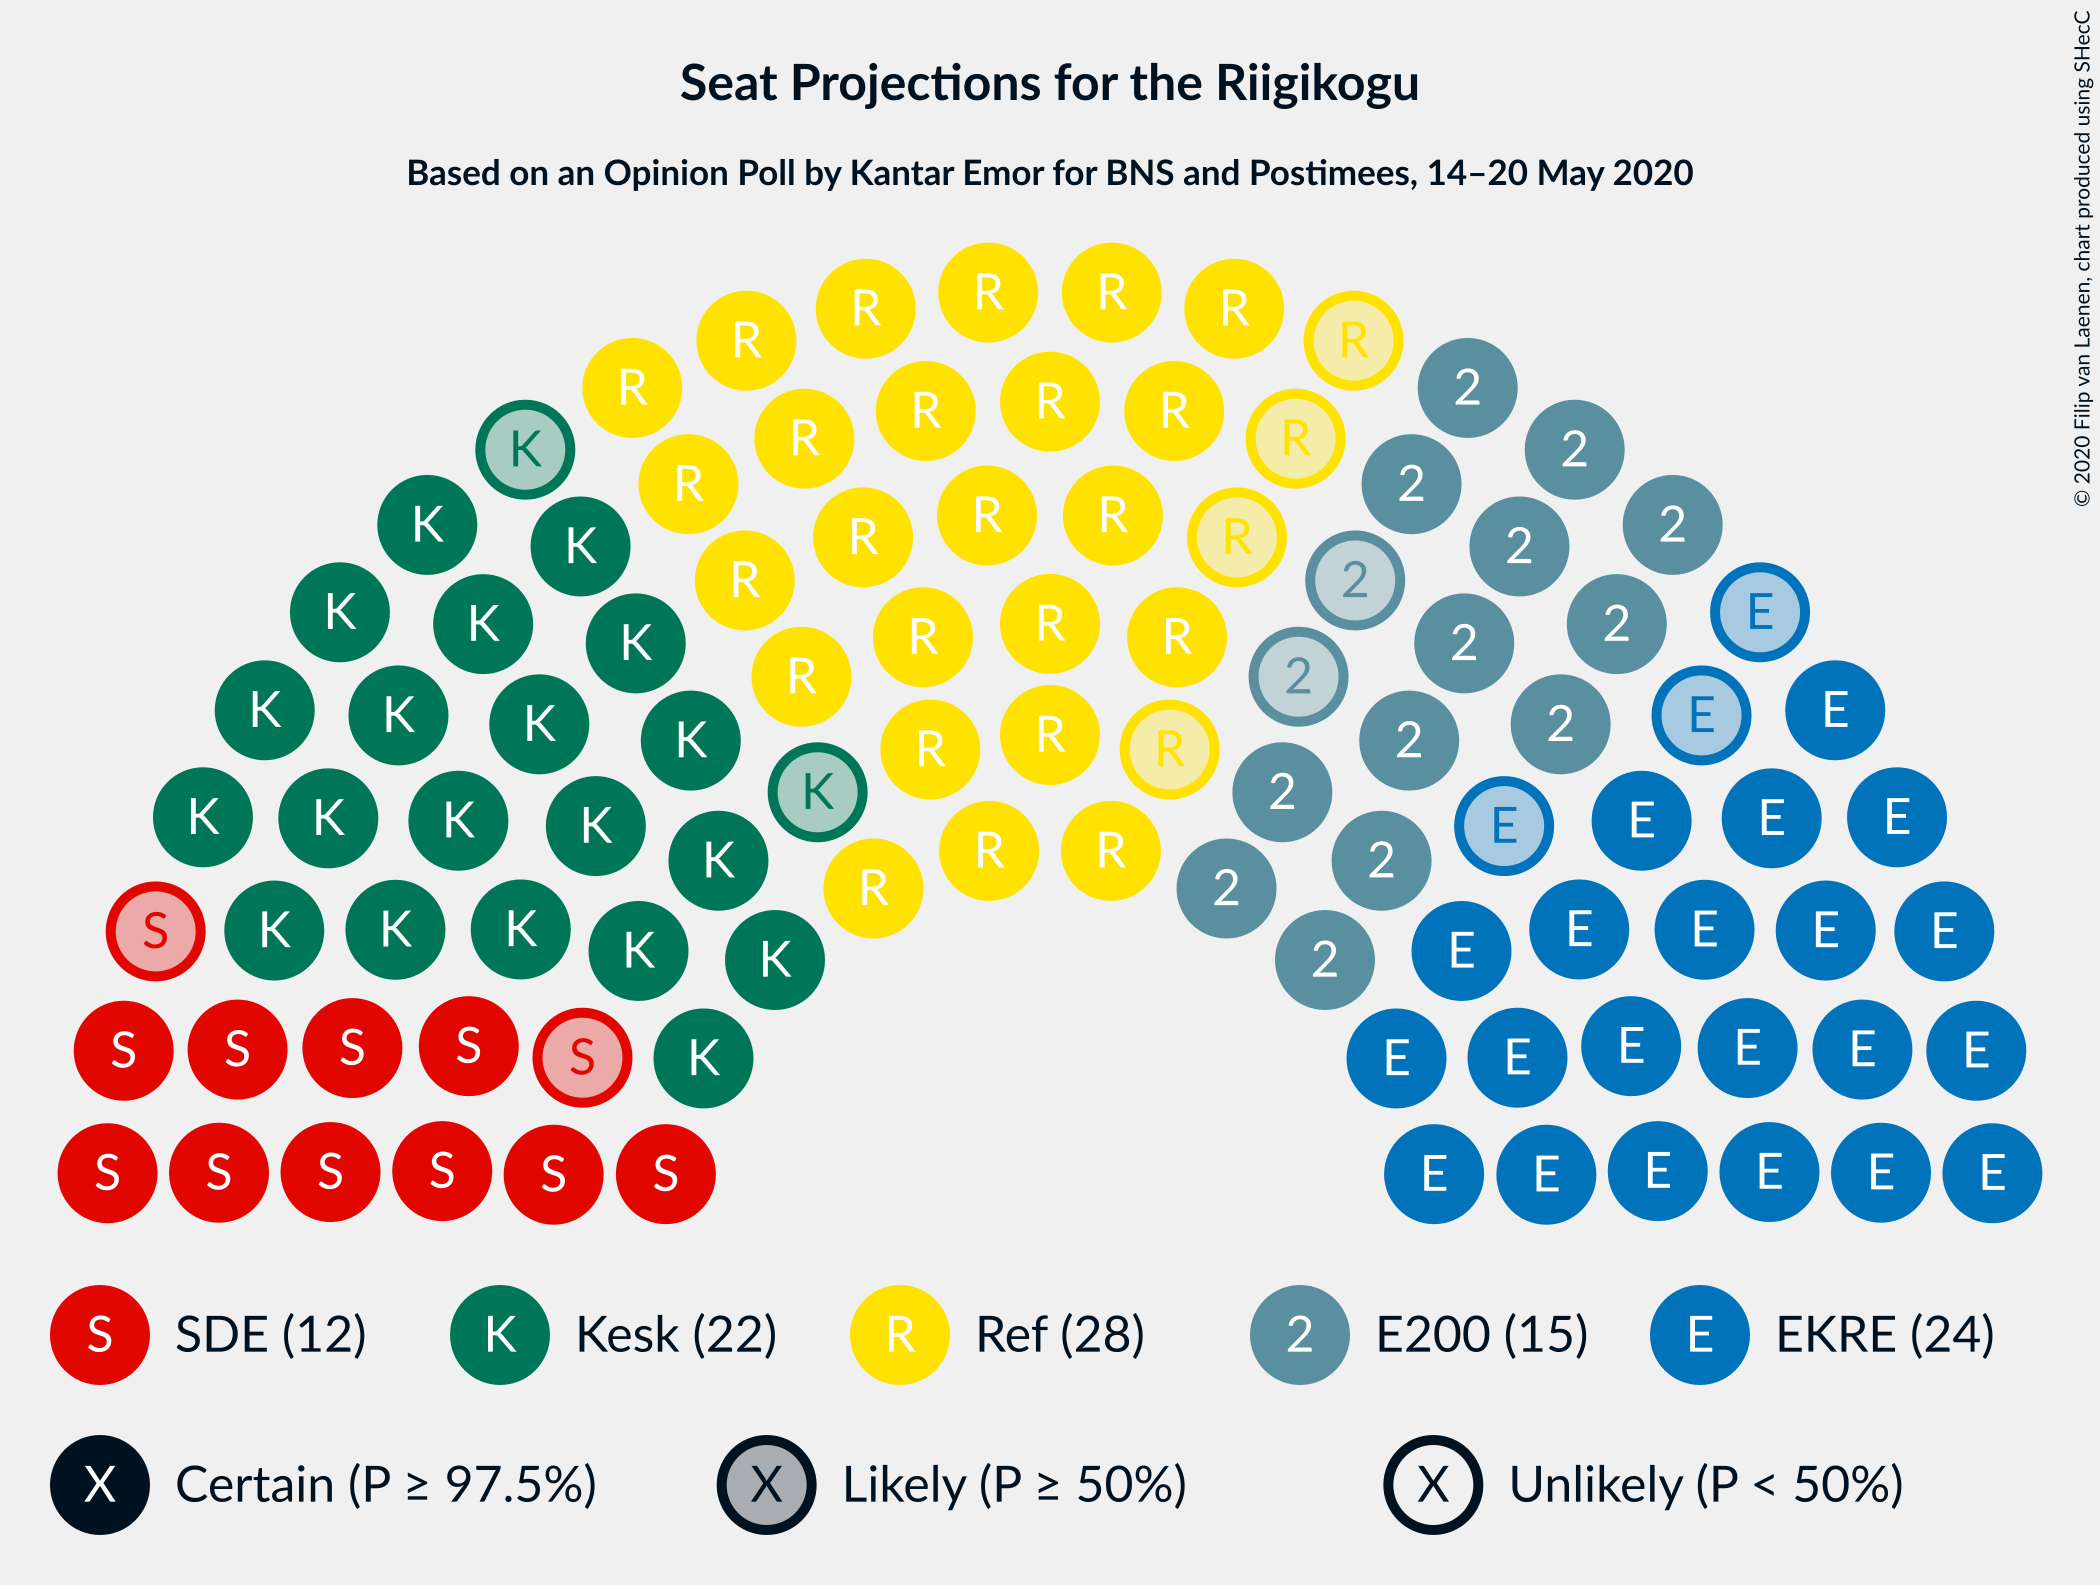 Seat Projections for the Riigikogu
Based on an Opinion Poll by Kantar Emor for BNS and Postimees, 14–20 May 2020
© 2020 Filip van Laenen, chart produced using SHecC
R R R R
R R R R
R 2
R R R
K R R R 2
R 2
K R R R R 2
K K 2
R 2
K K R R R 2 2 E
K R 2
K K K K R R R 2 2 E E
K K K K K 2 2 E E E E
K R R R 2 2
S K K K K K 2 E E E E E
S S S S S K E E E E E E
S S S S S S E E E E E E
S SDE (12) K Kesk (22) R Ref (28) 2 E200 (15) E EKRE (24)
X Certain (P ≥ 97.5%) X Likely (P ≥ 50%) X Unlikely (P < 50%)